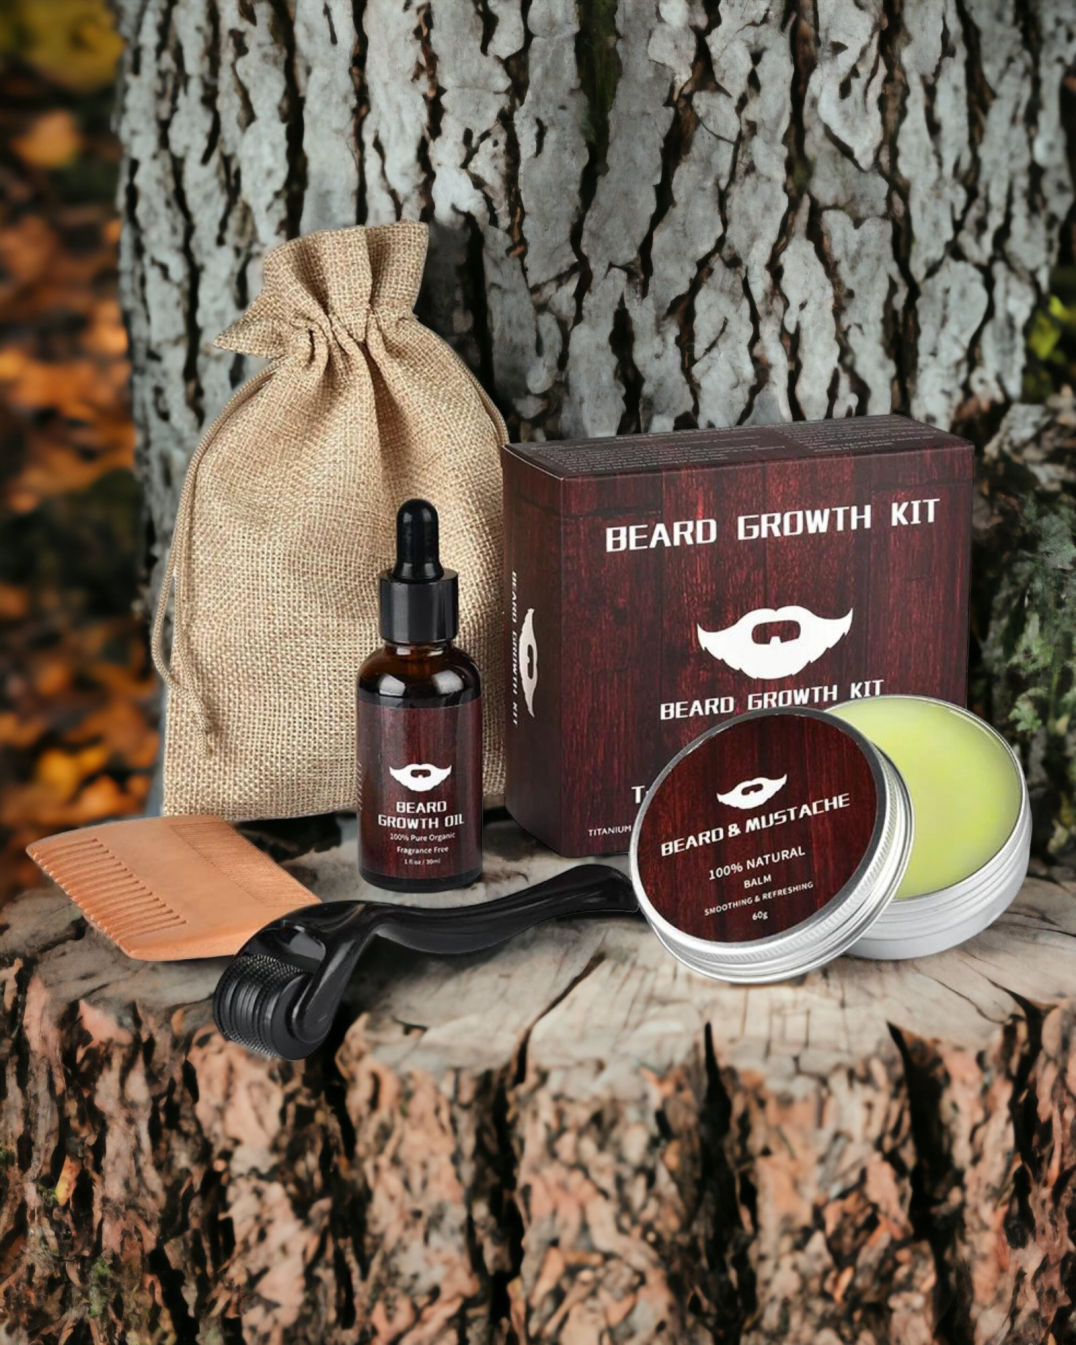 BEARD GROWTH KIT
BEARD GROWTH KIT
BEARD GROWTH KIT
TITANIUM
BEARD
GROWTH OIL
100% Pure Organic
Fragrance Free
1 fl oz / 30ml
BEARD & MUSTACHE
100% NATURAL
BALM
SMOOTHING & REFRESHING
60g